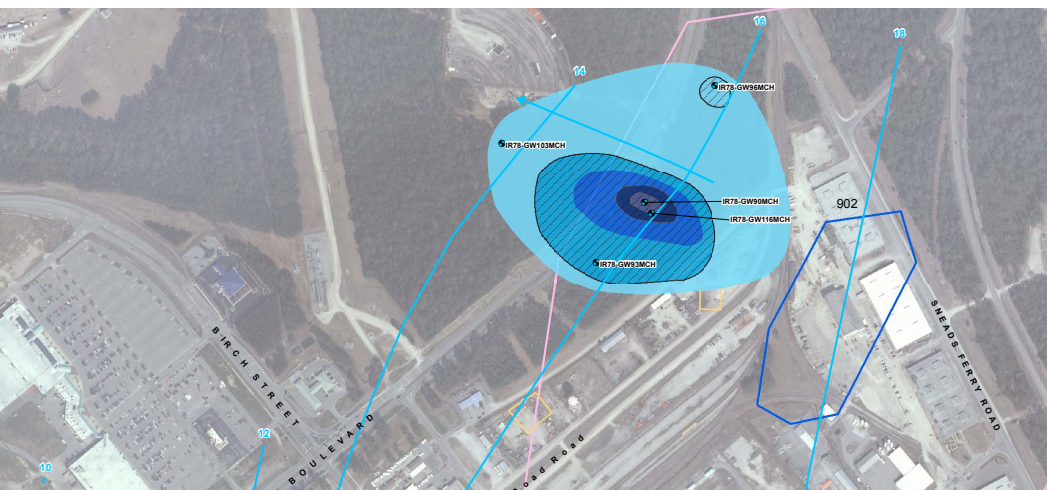 16
18
14
IR78-GW96MCH
IR78-GW103MCH
IR78-GW90MCH
IR78-GW116MCH
902
IR78-GW93MCH
SNEADS FERRY ROAD
BIRCH STREET
BOULEVARD
12
oad Road
10